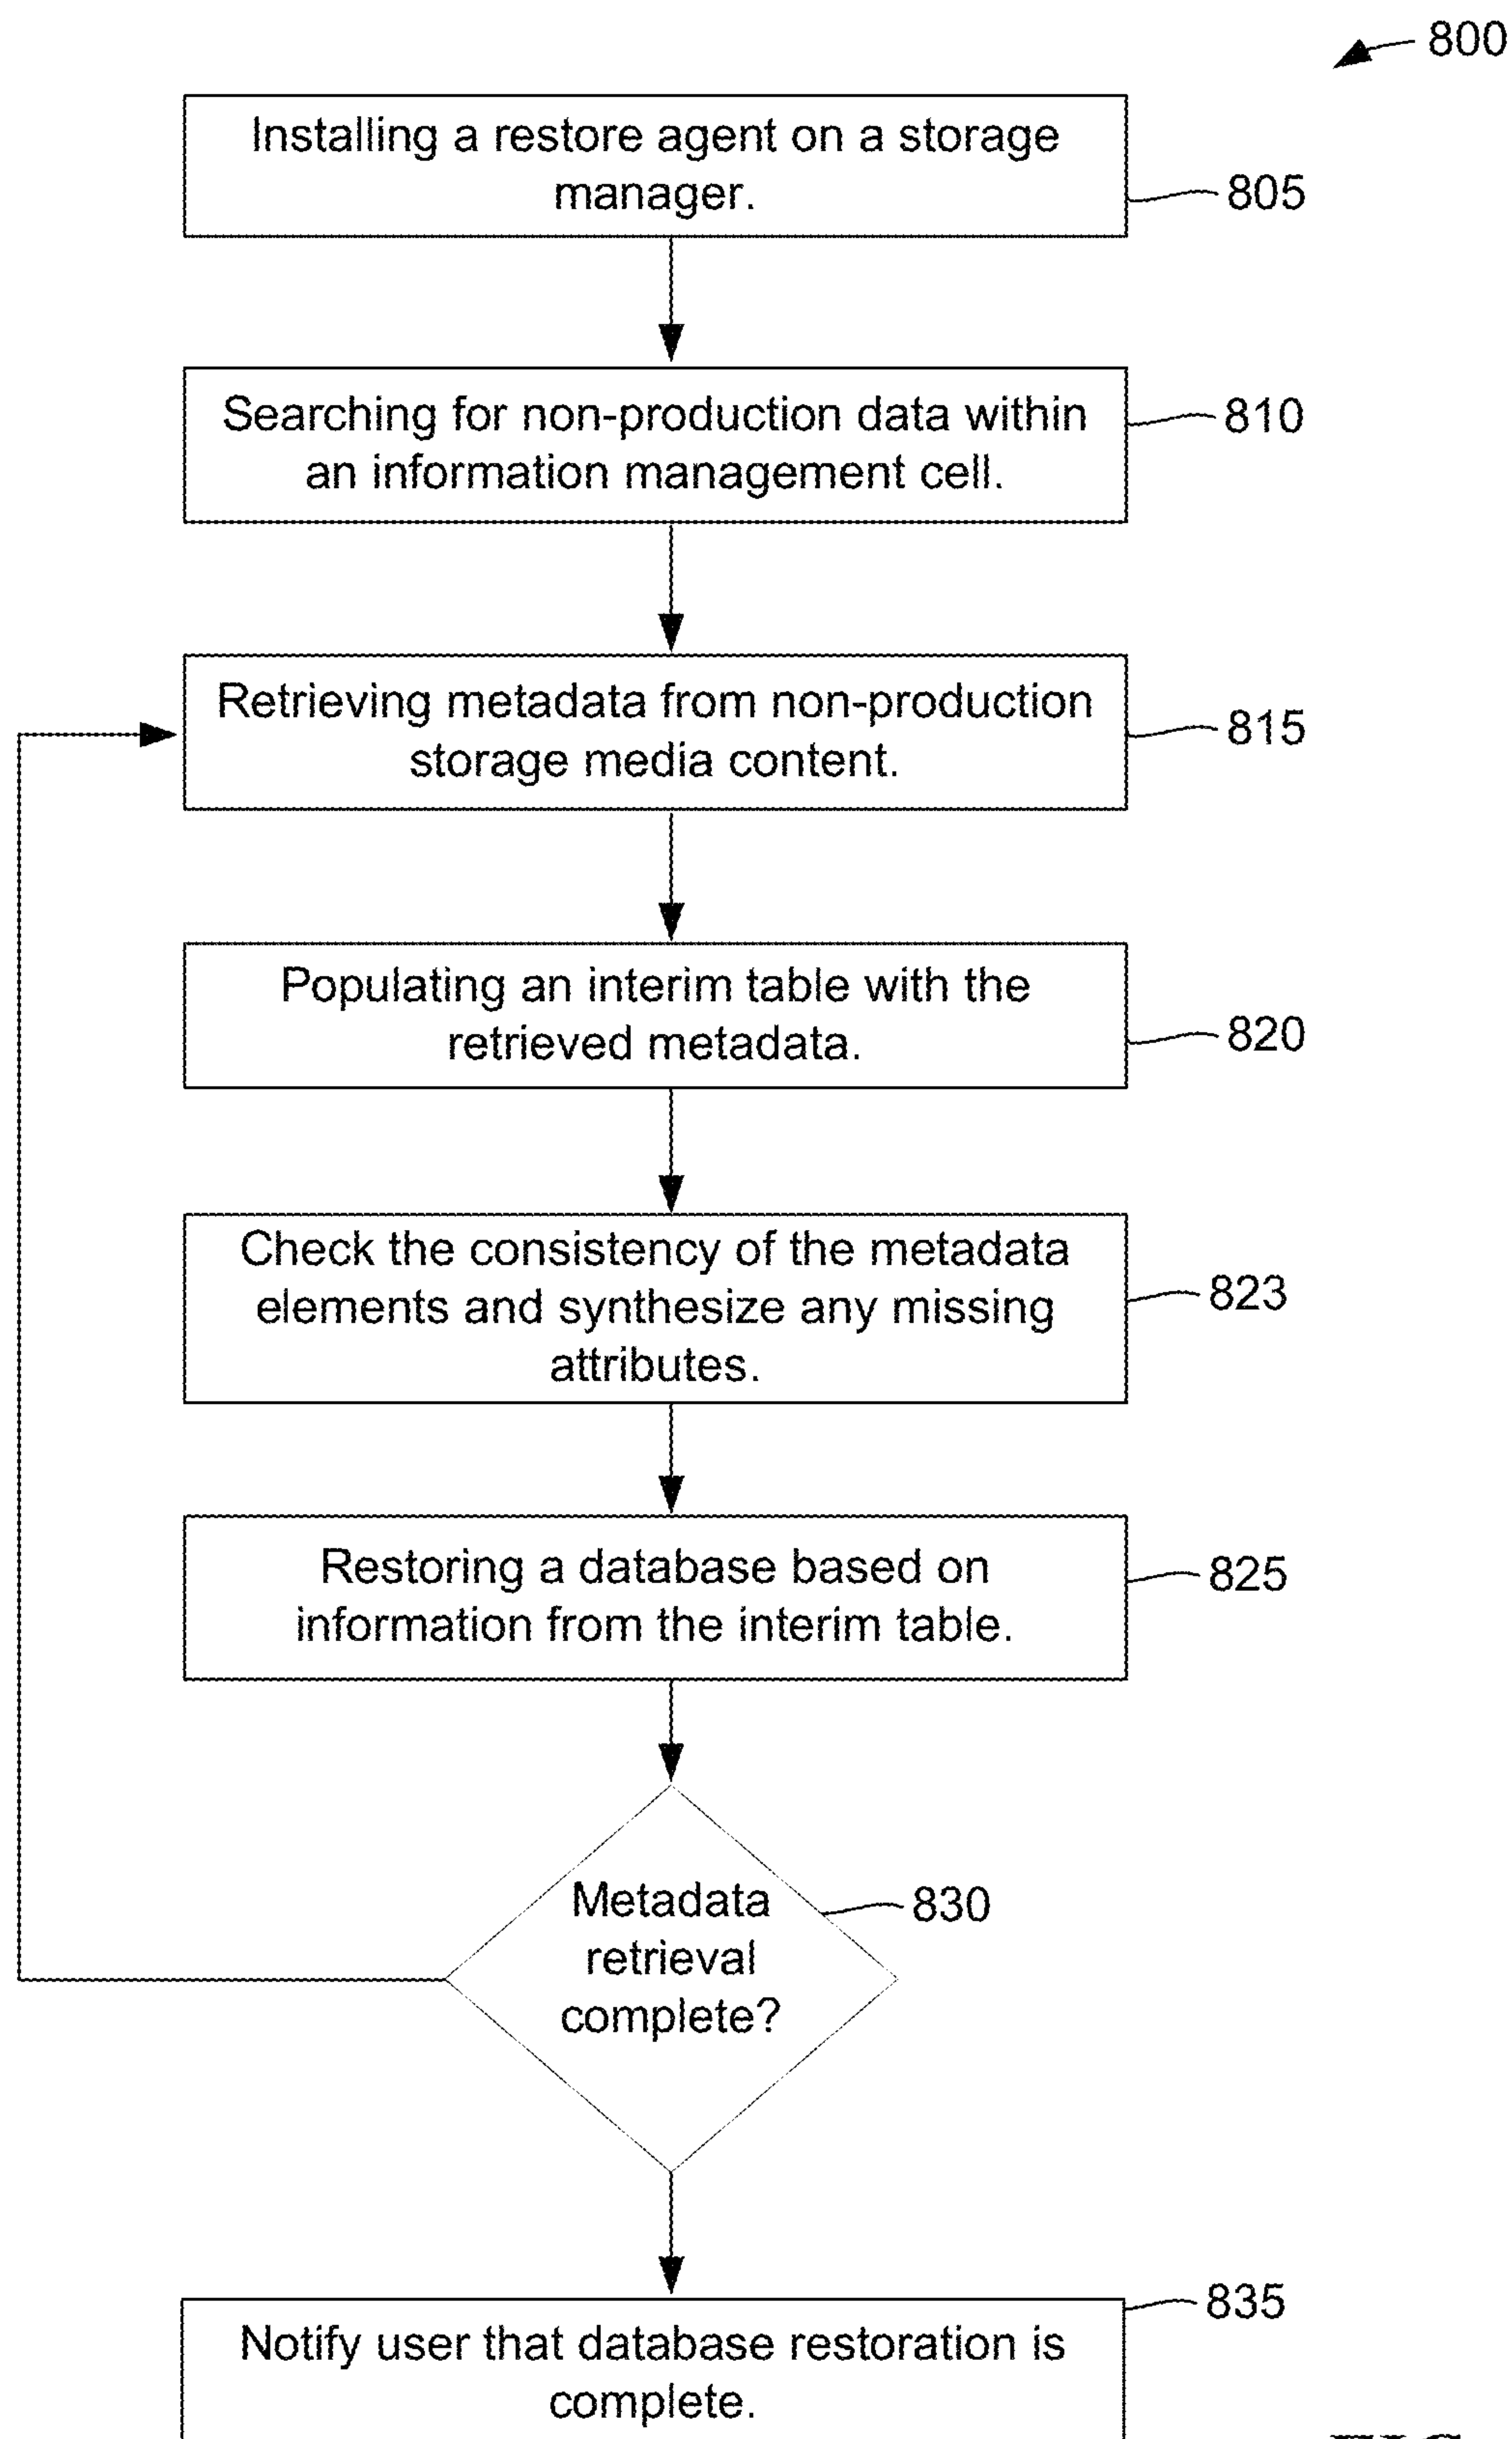 800
Installing a restore agent on a storage
manager.
805
Searching for non-production data within
an information management cell.
810
Retrieving metadata from non-production
storage media content.
815
Populating an interim table with the
retrieved metadata.
820
Check the consistency of the metadata
elements and synthesize any missing
attributes.
823
Restoring a database based on
information from the interim table.
825
Metadata
retrieval
complete?
830
Notify user that database restoration is
complete.
835